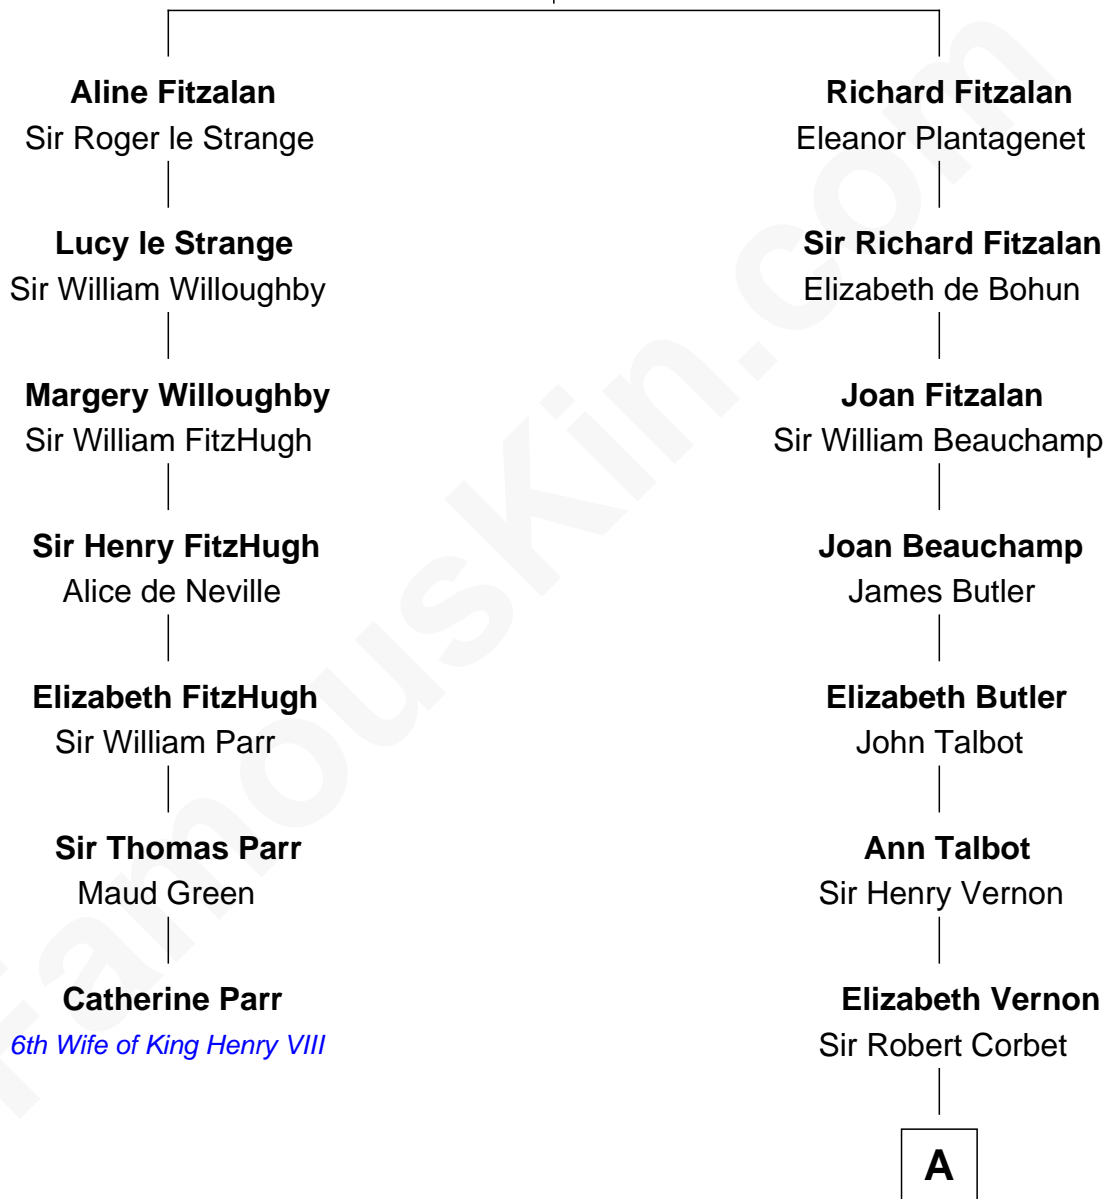 Aline Fitzalan
Sir Roger le Strange
Lucy le Strange
Sir William Willoughby
Margery Willoughby
Sir William FitzHugh
Sir Henry FitzHugh
Alice de Neville
Elizabeth FitzHugh
Sir William Parr
Sir Thomas Parr
Maud Green
Catherine Parr
6th Wife of King Henry VIII
Richard Fitzalan
Eleanor Plantagenet
Sir Richard Fitzalan
Elizabeth de Bohun
Joan Fitzalan
Sir William Beauchamp
Joan Beauchamp
James Butler
Elizabeth Butler
John Talbot
Ann Talbot
Sir Henry Vernon
Elizabeth Vernon
Sir Robert Corbet
A
FamousKin.com